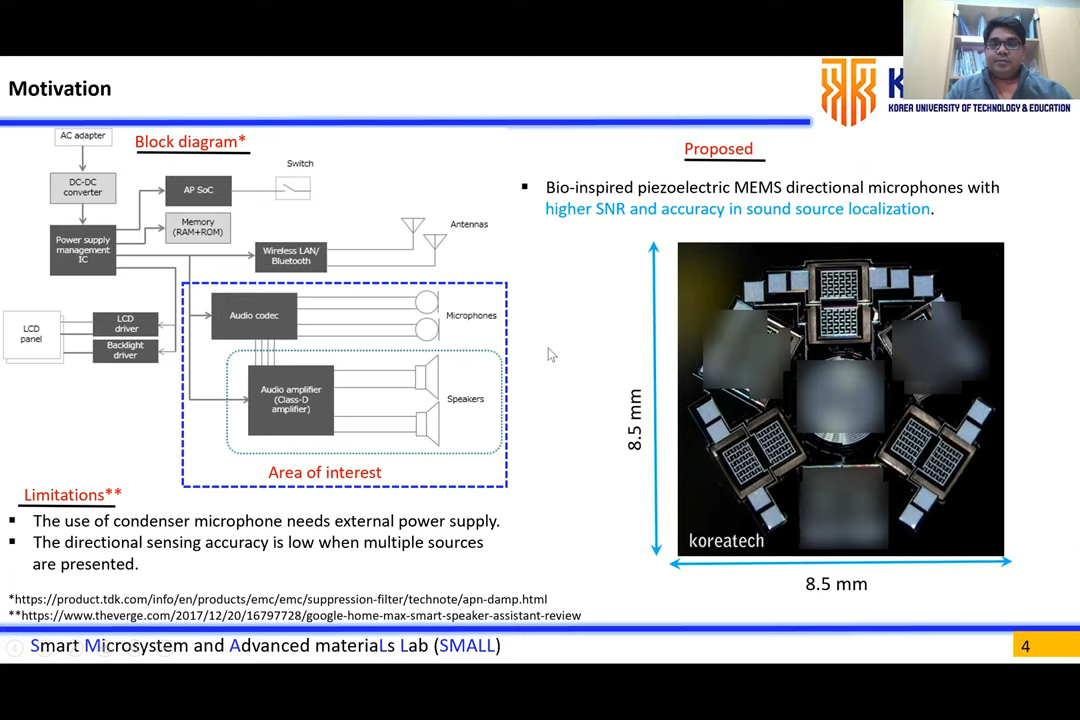 Motivation
KOREA UNIVERSITY OF TECHNOLOGY & EDUCATION
Block diagram*
AC adapter
DC-DC
converter
Power supply
management
IC
AP SoC
Switch
Memory
(RAM+ROM)
Wireless LAN/
Bluetooth
Antennas
LCD
panel
LCD
driver
Backlight
driver
Audio codec
Microphones
Audio amplifier
(Class-D
amplifier)
Speakers
Area of interest
Limitations**
▪ The use of condenser microphone needs external power supply.
▪ The directional sensing accuracy is low when multiple sources
are presented.
Proposed
▪ Bio-inspired piezoelectric MEMS directional microphones with
higher SNR and accuracy in sound source localization.
8.5 mm
koreatech
8.5 mm
*https://product.tdk.com/info/en/products/emc/emc/suppression-filter/technote/apn-damp.html
**https://www.theverge.com/2017/12/20/16797728/google-home-max-smart-speaker-assistant-review
Smart Microsystem and Advanced materiaLs Lab (SMALL)
4